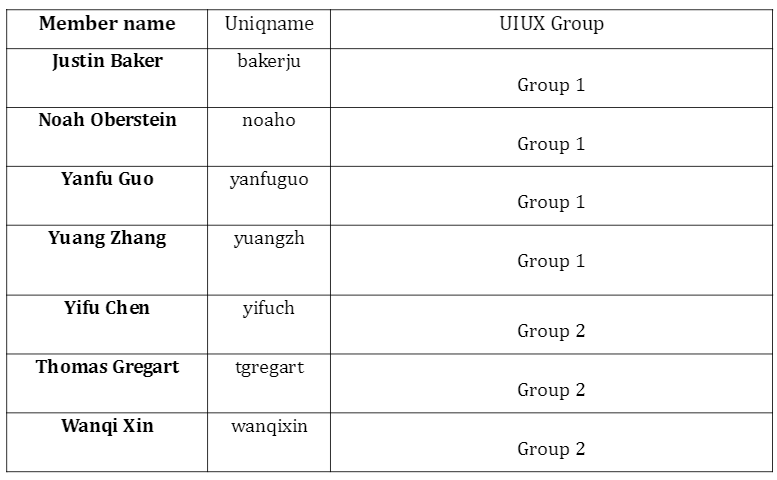 Member name Uniqname UIUX Group
Justin Baker bakerju Group 1
Noah Oberstein noaho Group 1
Yanfu Guo yanfuguo Group 1
Yuang Zhang yuangzh Group 1
Yifu Chen yifuch Group 2
Thomas Gregart tgregart Group 2
Wanqi Xin wanqixin Group 2